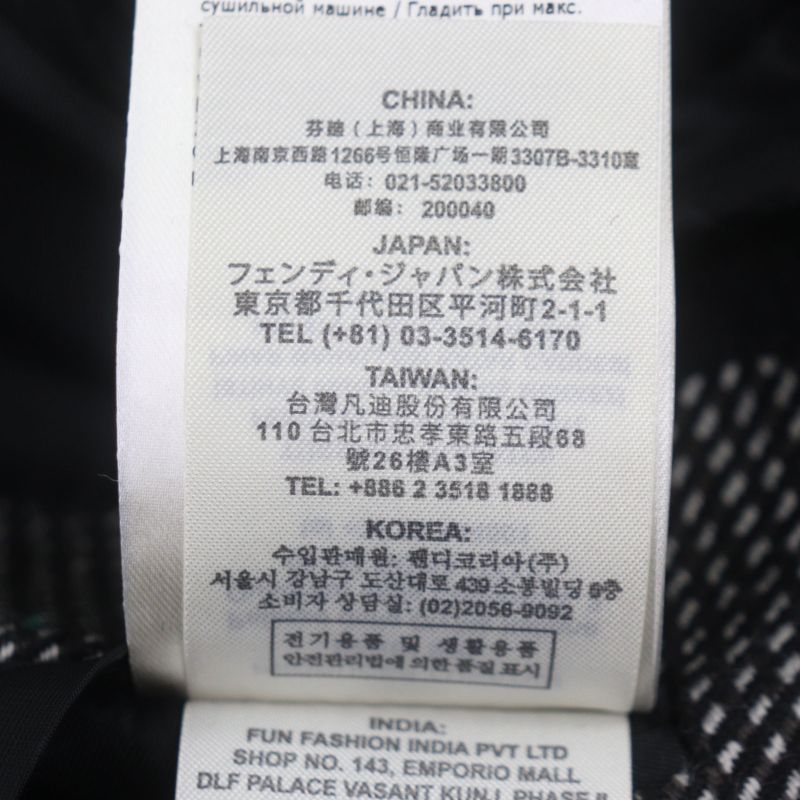 сушильной машине / Гладить при макс.
CHINA:
芬迪（上海）商业有限公司
上海南京西路1266号恒隆广场一期3307B-3310室
电话： 021-52033800
邮编： 200040
JAPAN:
フェンディ・ジャパン株式会社
東京都千代田区平河町2-1-1
TEL (+81) 03-3514-6170
TAIWAN:
台灣凡迪股份有限公司
110 台北市忠孝東路五段68
號26樓A3室
TEL: +886 2 3518 1888
KOREA:
수입판매원: 팬디코리아(주)
서울시 강남구 도산대로 439 소봉빌딩 6층
소비자 상담실: (02)2056-9092
전기용품 및 생활용품
안전관리법에 의한 품질 표시
INDIA:
FUN FASHION INDIA PVT LTD
SHOP NO. 143, EMPORIO MALL
DLF PALACE VASANT KUNJ, PHASE II